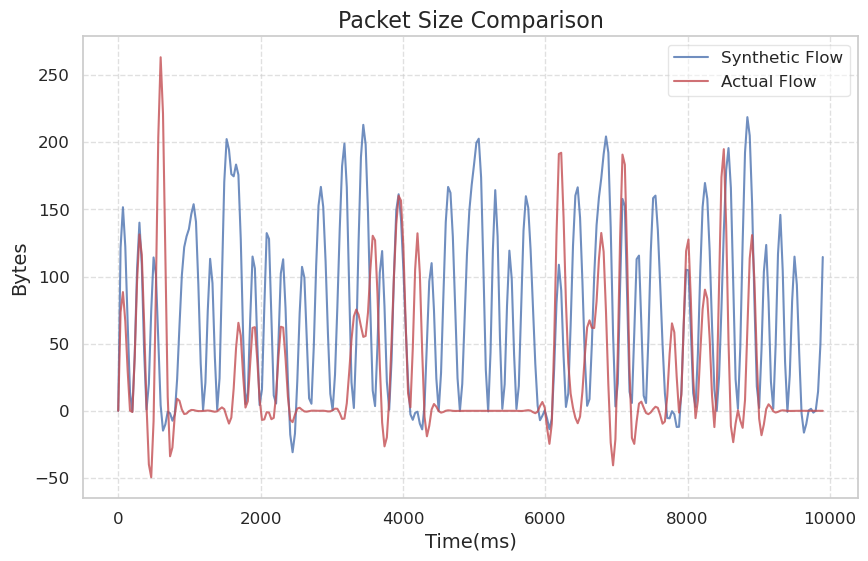 Packet Size Comparison
Synthetic Flow
Actual Flow
250
200
150
100
50
0
−50
Bytes
0 2000 4000 6000 8000 10000
Time(ms)